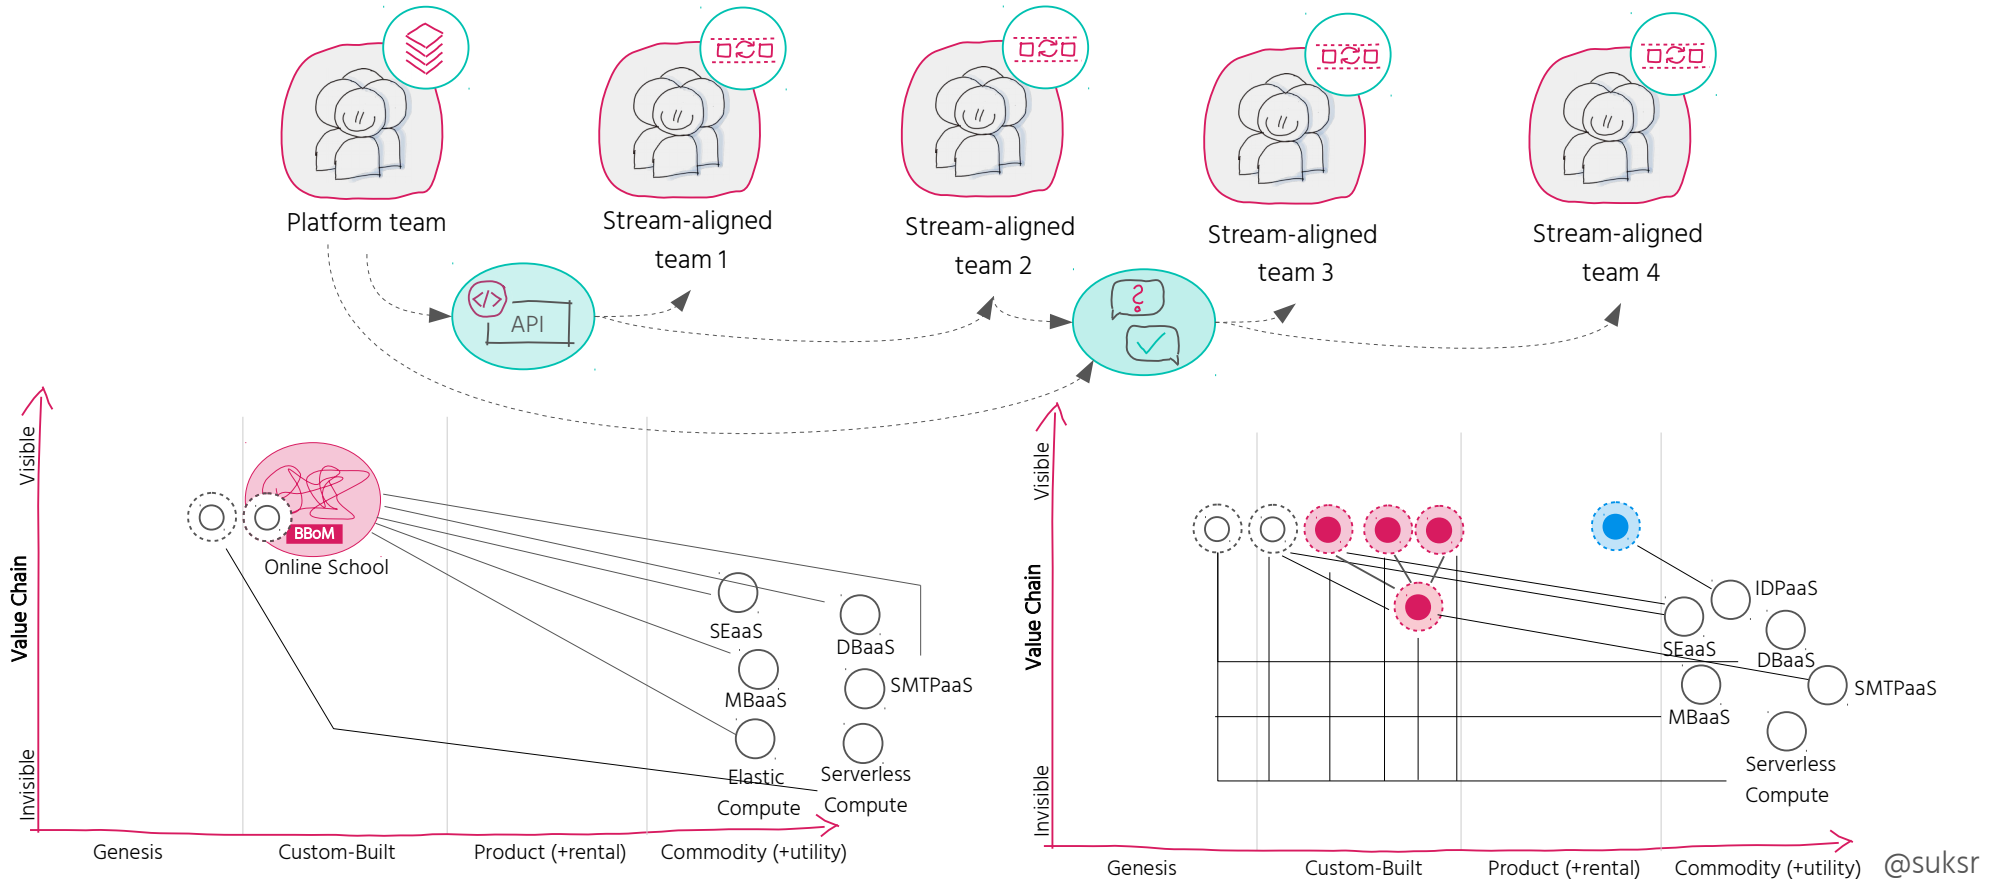 Platform team
Stream-aligned
team 1
Stream-aligned
team 2
Stream-aligned
team 3
Stream-aligned
team 4
</>
API
?
Visible
Value Chain
Invisible
BBoM
Online School
SEaaS
DBaaS
MBaaS
SMTPaaS
Elastic
Compute
Serverless
Compute
Genesis
Custom-Built
Product (+rental)
Commodity (+utility)
Visible
Value Chain
Invisible
IDPaaS
SEaaS
DBaaS
SMTPaaS
MBaaS
Serverless
Compute
Genesis
Custom-Built
Product (+rental)
Commodity (+utility)
@suksr